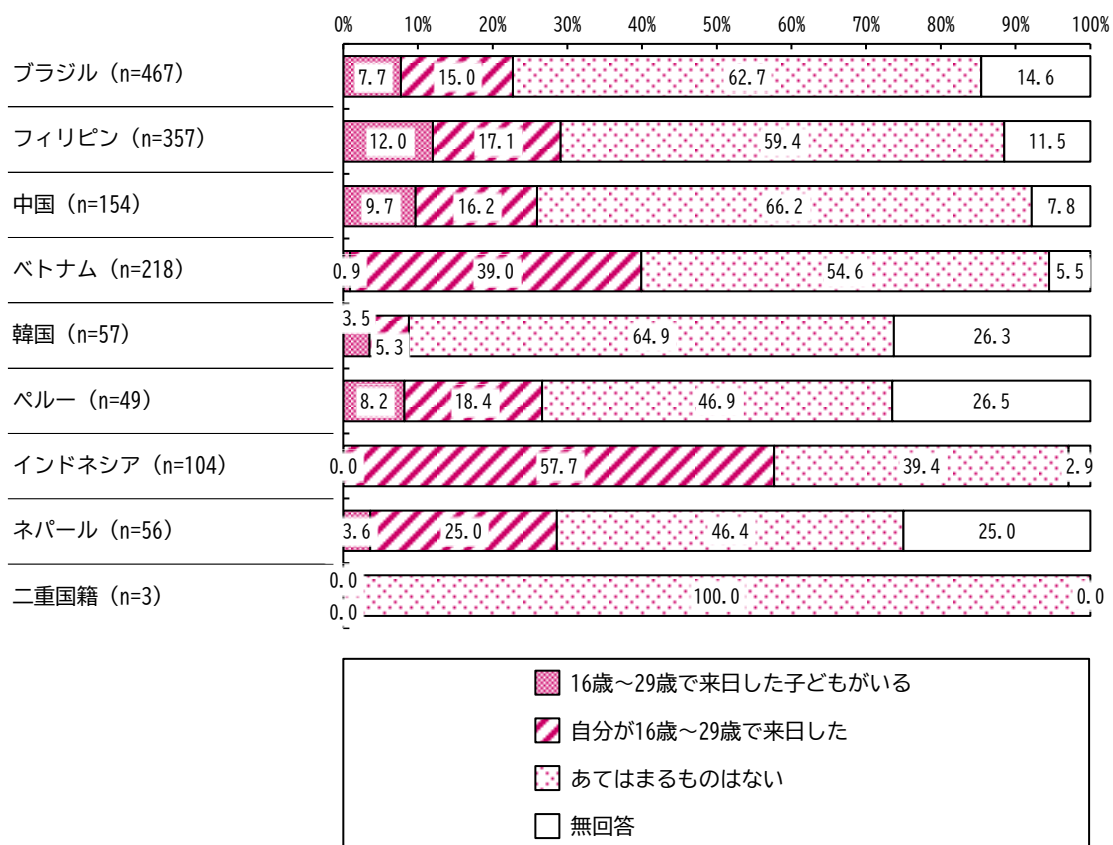 0% 10% 20% 30% 40% 50% 60% 70% 80% 90% 100%
ブラジル (n=467) 7.7 15.0 62.7 14.6
フィリピン (n=357) 12.0 17.1 59.4 11.5
中国 (n=154) 9.7 16.2 66.2 7.8
ベトナム (n=218) 0.9 39.0 54.6 5.5
韓国 (n=57) 3.5 5.3 64.9 26.3
ペルー (n=49) 8.2 18.4 46.9 26.5
インドネシア (n=104) 0.0 57.7 39.4 2.9
ネパール (n=56) 3.6 25.0 46.4 25.0
二重国籍 (n=3) 0.0 0.0 100.0 0.0
16歳～29歳で来日した子どもがいる
自分が16歳～29歳で来日した
あてはまるものはない
無回答